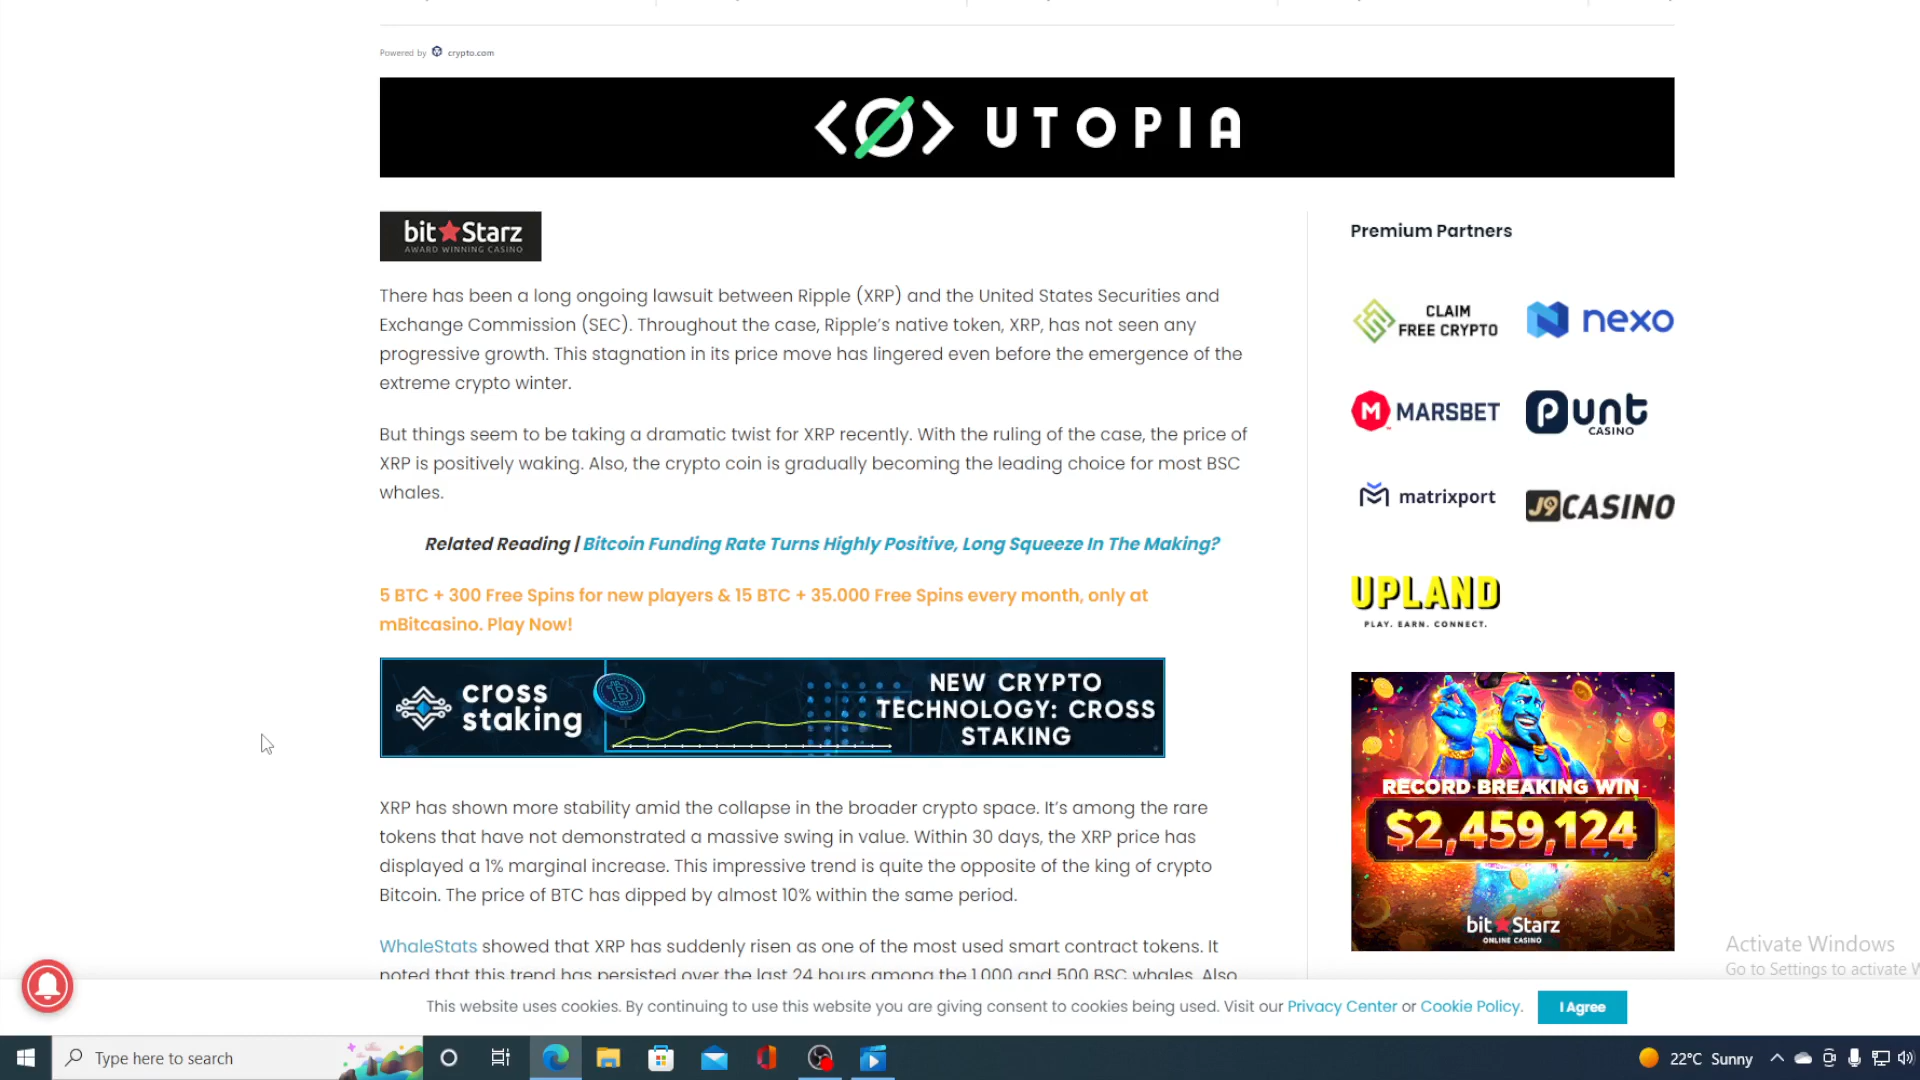 Powered by crypto.com
UTOPIA
bit Starz
AWARD WINNING CASINO
There has been a long ongoing lawsuit between Ripple (XRP) and the United States Securities and
Exchange Commission (SEC). Throughout the case, Ripple’s native token, XRP, has not seen any
progressive growth. This stagnation in its price move has lingered even before the emergence of the
extreme crypto winter.
But things seem to be taking a dramatic twist for XRP recently. With the ruling of the case, the price of
XRP is positively waking. Also, the crypto coin is gradually becoming the leading choice for most BSC
whales.
Related Reading | Bitcoin Funding Rate Turns Highly Positive, Long Squeeze In The Making?
5 BTC + 300 Free Spins for new players & 15 BTC + 35.000 Free Spins every month, only at
mBitcasino. Play Now!
cross
staking
NEW CRYPTO
TECHNOLOGY: CROSS
STAKING
XRP has shown more stability amid the collapse in the broader crypto space. It’s among the rare
tokens that have not demonstrated a massive swing in value. Within 30 days, the XRP price has
displayed a 1% marginal increase. This impressive trend is quite the opposite of the king of crypto
Bitcoin. The price of BTC has dipped by almost 10% within the same period.
WhaleStats showed that XRP has suddenly risen as one of the most used smart contract tokens. It
noted that this trend has persisted over the last 24 hours among the 1,000 and 500 BSC whales. Also
Premium Partners
CLAIM
FREE CRYPTO
nexo
M MARSBET
Punt
CASINO
matrixport
J9CASINO
UPLAND
PLAY. EARN. CONNECT.
RECORD BREAKING WIN
$2,459,124
bit Starz
ONLINE CASINO
Activate Windows
Go to Settings to activate W
This website uses cookies. By continuing to use this website you are giving consent to cookies being used. Visit our Privacy Center or Cookie Policy.
I Agree
Type here to search
22°C Sunny